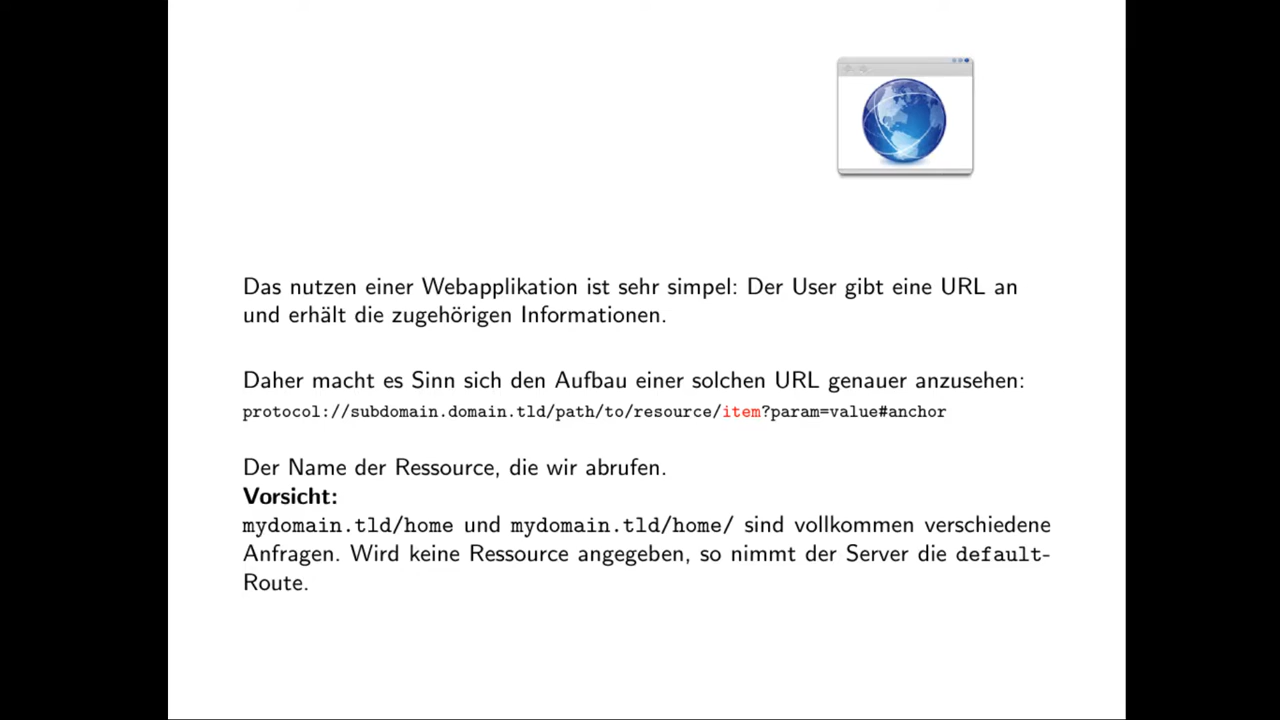 Das nutzen einer Webapplikation ist sehr simpel: Der User gibt eine URL an
und erhält die zugehörigen Informationen.
Daher macht es Sinn sich den Aufbau einer solchen URL genauer anzusehen:
protocol://subdomain.domain.tld/path/to/resource/item?param=value#anchor
Der Name der Ressource, die wir abrufen.
Vorsicht:
mydomain.tld/home und mydomain.tld/home/ sind vollkommen verschiedene
Anfragen. Wird keine Ressource angegeben, so nimmt der Server die default-
Route.